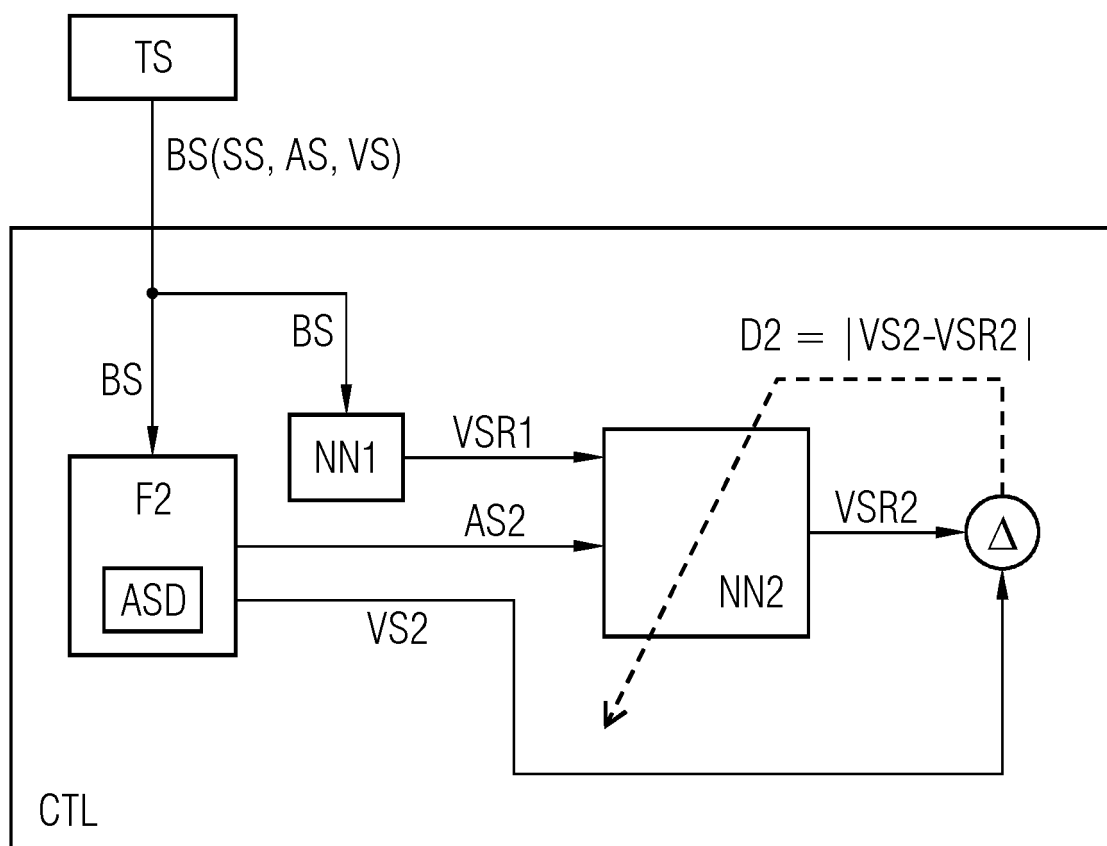 TS
BS(SS, AS, VS)
BS
BS
D2 = |VS2-VSR2|
NN1
VSR1
F2
AS2
VSR2
Δ
ASD
VS2
NN2
CTL